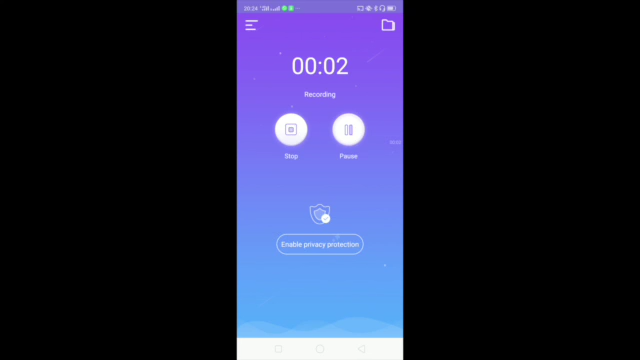 20:24
00:02
Recording
Stop
Pause
Enable privacy protection